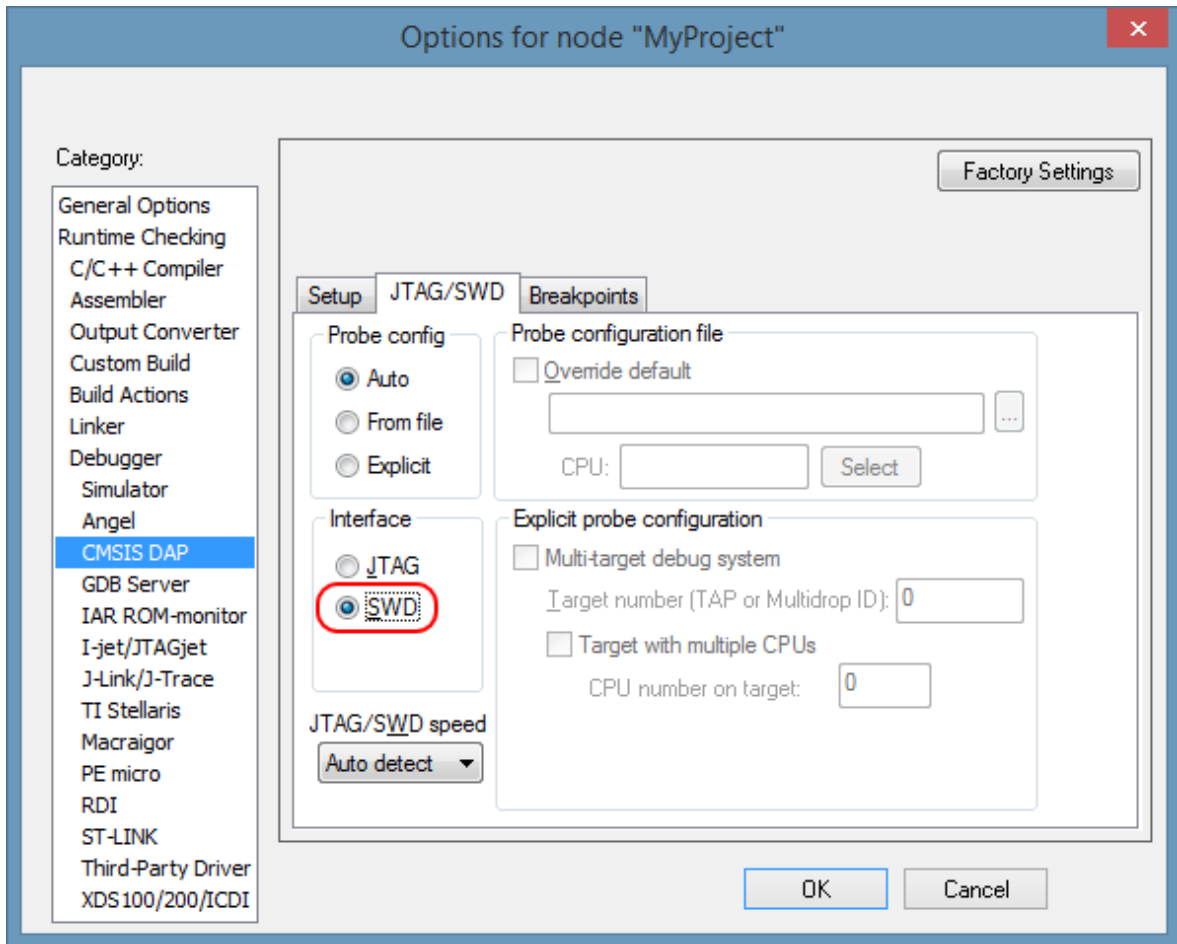 Options for node "MyProject"
Category:
General Options
Runtime Checking
C/C++ Compiler
Assembler
Output Converter
Custom Build
Build Actions
Linker
Debugger
Simulator
Angel
CMSIS DAP
GDB Server
IAR ROM-monitor
I-jet/JTAGjet
J-Link/J-Trace
TI Stellaris
Macraigor
PE micro
RDI
ST-LINK
Third-Party Driver
XDS100/200/ICDI
Factory Settings
Setup JTAG/SWD Breakpoints
Probe config
Auto
From file
Explicit
Probe configuration file
Override default
...
CPU: Select
Interface
JTAG
SWD
JTAG/SWD speed
Auto detect
Explicit probe configuration
Multi-target debug system
Target number (TAP or Multidrop ID): 0
Target with multiple CPUs
CPU number on target: 0
OK Cancel